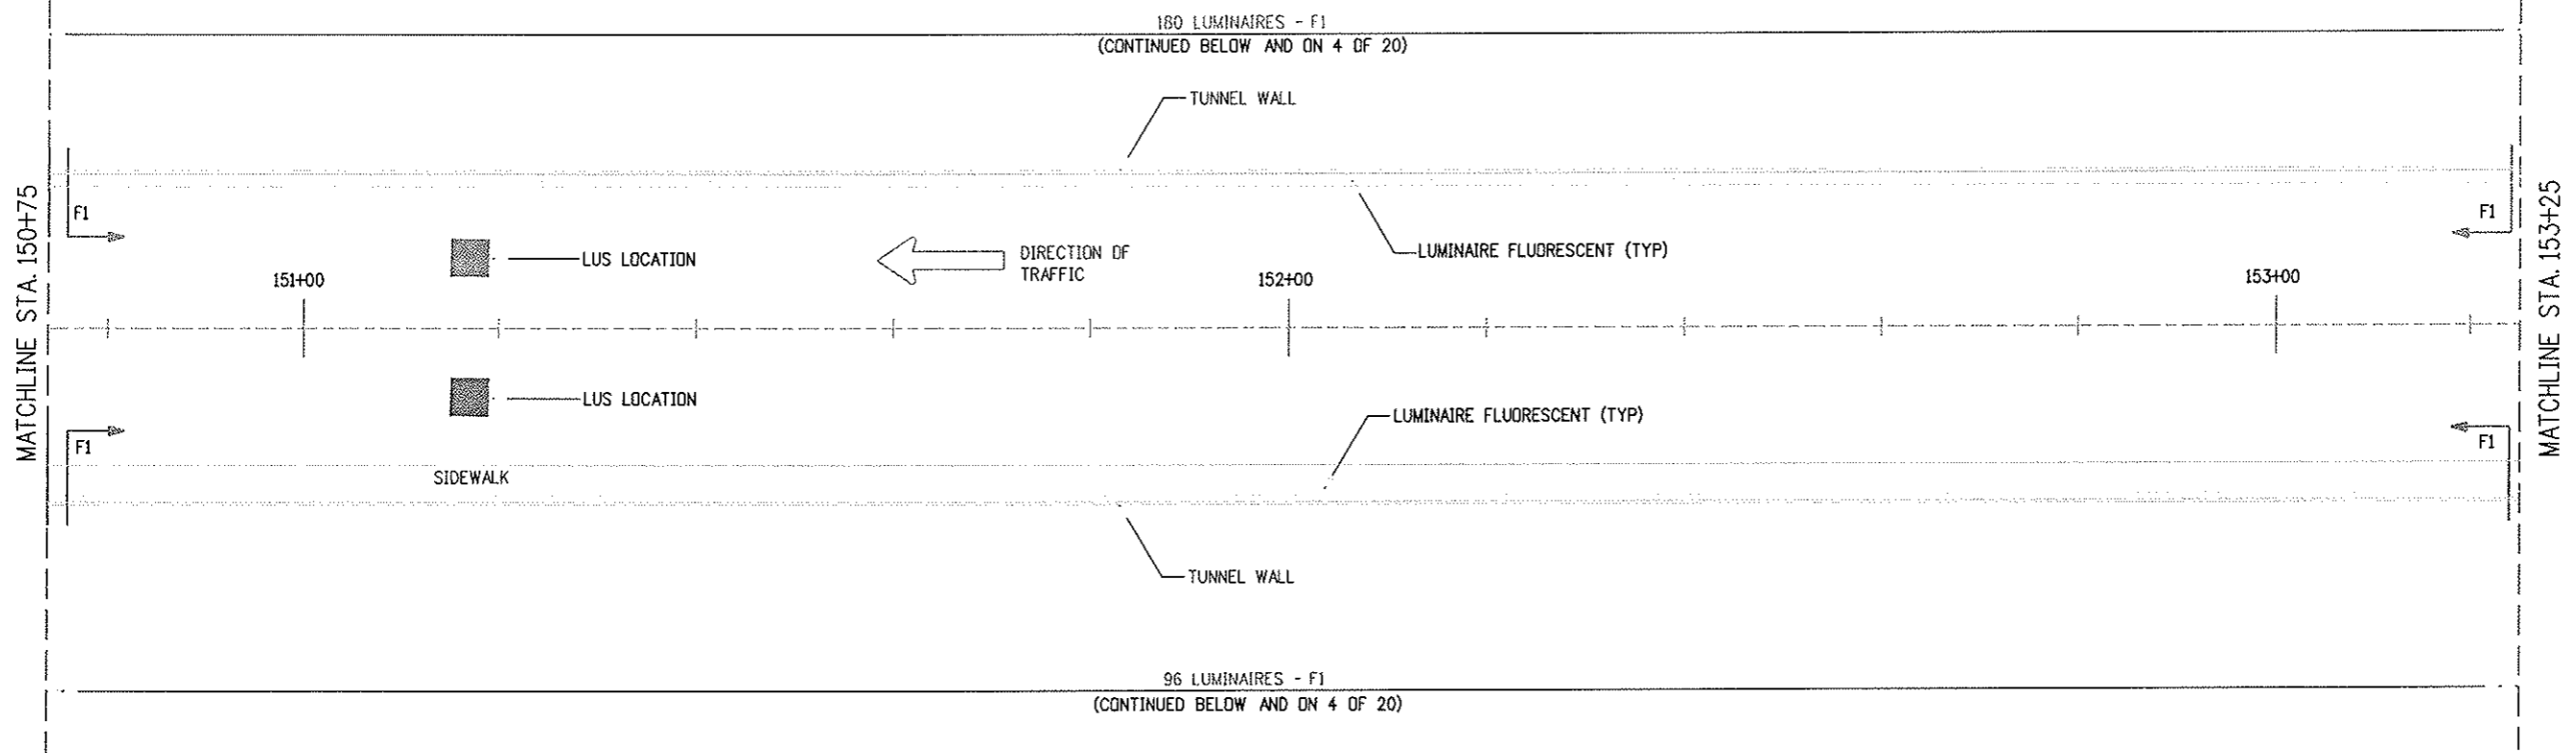 180 LUMINAIRES - F1
(CONTINUED BELOW AND ON 4 OF 20)
TUNNEL WALL
MATCHLINE STA. 150+75
MATCHLINE STA. 153+25
F1
F1
LUS LOCATION
DIRECTION OF
TRAFFIC
LUMINAIRE FLUORESCENT (TYP)
151+00
152+00
153+00
LUS LOCATION
LUMINAIRE FLUORESCENT (TYP)
F1
F1
SIDEWALK
TUNNEL WALL
96 LUMINAIRES - F1
(CONTINUED BELOW AND ON 4 OF 20)